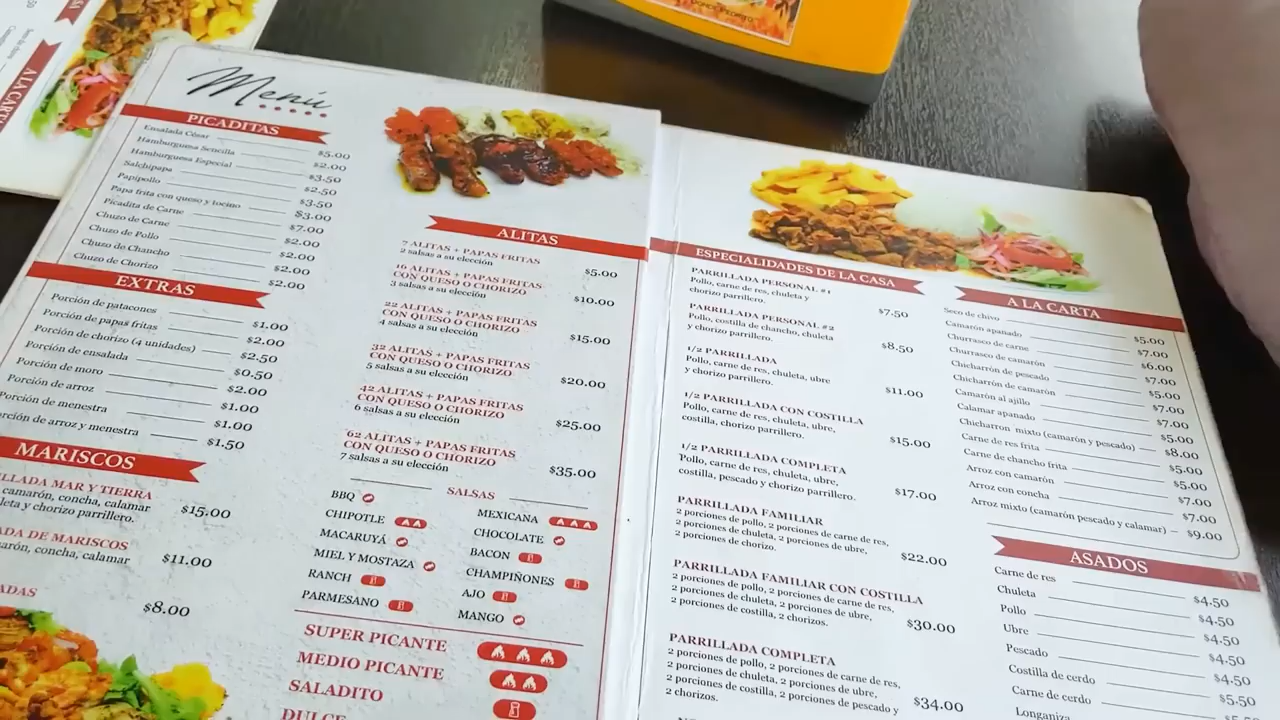 Menú
PICADITAS
Ensalada César $5.00
Hamburguesa Sencilla $2.00
Hamburguesa Especial $3.50
Salchipapa $2.50
Papipollo $3.50
Papa frita con queso y tocino $3.00
Picadita de Carne $7.00
Chuzo de Carne $2.00
Chuzo de Pollo $2.00
Chuzo de Chancho $2.00
Chuzo de Chorizo $2.00
EXTRAS
Porción de patacones $1.00
Porción de papas fritas $2.00
Porción de chorizo (4 unidades) $2.50
Porción de ensalada $0.50
Porción de moro $2.00
Porción de arroz $1.00
Porción de menestra $1.00
orción de arroz y menestra $1.50
MARISCOS
LLADA MAR Y TIERRA
camarón, concha, calamar
leta y chorizo parrillero. $15.00
ADA DE MARISCOS
arón, concha, calamar $11.00
ADAS
$8.00
ALITAS
7 ALITAS + PAPAS FRITAS
2 salsas a su elección $5.00
16 ALITAS + PAPAS FRITAS
CON QUESO O CHORIZO
3 salsas a su elección $10.00
22 ALITAS + PAPAS FRITAS
CON QUESO O CHORIZO
4 salsas a su elección $15.00
32 ALITAS + PAPAS FRITAS
CON QUESO O CHORIZO
5 salsas a su elección $20.00
42 ALITAS + PAPAS FRITAS
CON QUESO O CHORIZO
6 salsas a su elección $25.00
62 ALITAS + PAPAS FRITAS
CON QUESO O CHORIZO
7 salsas a su elección $35.00
SALSAS
BBQ
CHIPOTLE
MACARUYÁ
MIEL Y MOSTAZA
RANCH
PARMESANO
MEXICANA
CHOCOLATE
BACON
CHAMPIÑONES
AJO
MANGO
SUPER PICANTE
MEDIO PICANTE
SALADITO
DULCE
ESPECIALIDADES DE LA CASA
PARRILLADA PERSONAL #1
Pollo, carne de res, chuleta y
chorizo parrillero. $7.50
PARRILLADA PERSONAL #2
Pollo, costilla de chancho, chuleta
y chorizo parrillero. $8.50
1/2 PARRILLADA
Pollo, carne de res, chuleta, ubre
y chorizo parrillero. $11.00
1/2 PARRILLADA CON COSTILLA
Pollo, carne de res, chuleta, ubre,
costilla, chorizo parrillero. $15.00
1/2 PARRILLADA COMPLETA
Pollo, carne de res, chuleta, ubre,
costilla, pescado y chorizo parrillero. $17.00
PARRILLADA FAMILIAR
2 porciones de pollo, 2 porciones de carne de res,
2 porciones de chuleta, 2 porciones de ubre,
2 porciones de chorizo. $22.00
PARRILLADA FAMILIAR CON COSTILLA
2 porciones de pollo, 2 porciones de carne de res,
2 porciones de chuleta, 2 porciones de ubre,
2 porciones de costilla, 2 chorizos. $30.00
PARRILLADA COMPLETA
2 porciones de pollo, 2 porciones de carne de res,
2 porciones de chuleta, 2 porciones de ubre,
2 porciones de costilla, 2 porciones de pescado y
2 chorizos. $34.00
A LA CARTA
Seco de chivo $5.00
Camarón apanado $7.00
Churrasco de carne $6.00
Churrasco de camarón $7.00
Chicharrón de pescado $5.00
Chicharrón de camarón $7.00
Camarón al ajillo $7.00
Calamar apanado $5.00
Chicharron mixto (camarón y pescado) $8.00
Carne de res frita $5.00
Carne de chancho frita $5.00
Arroz con camarón $7.00
Arroz con concha $7.00
Arroz mixto (camarón pescado y calamar) $9.00
ASADOS
Carne de res $4.50
Chuleta $4.50
Pollo $4.50
Ubre $4.50
Pescado $4.50
Costilla de cerdo $5.50
Carne de cerdo
Longaniza
A LA CART